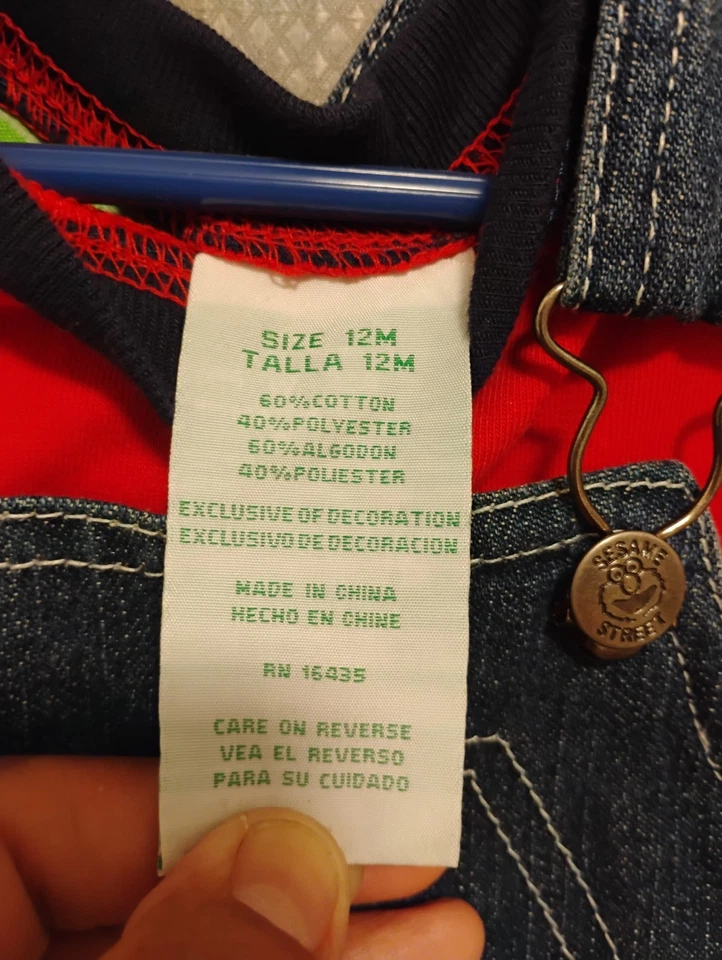 SIZE 12M
TALLA 12M
60%COTTON
40%POLYESTER
60%ALGODON
40%POLIESTER
EXCLUSIVE OF DECORATION
EXCLUSIVO DE DECORACION
MADE IN CHINA
HECHO EN CHINE
RN 16435
CARE ON REVERSE
VEA EL REVERSO
PARA SU CUIDADO
SESAME
STREET